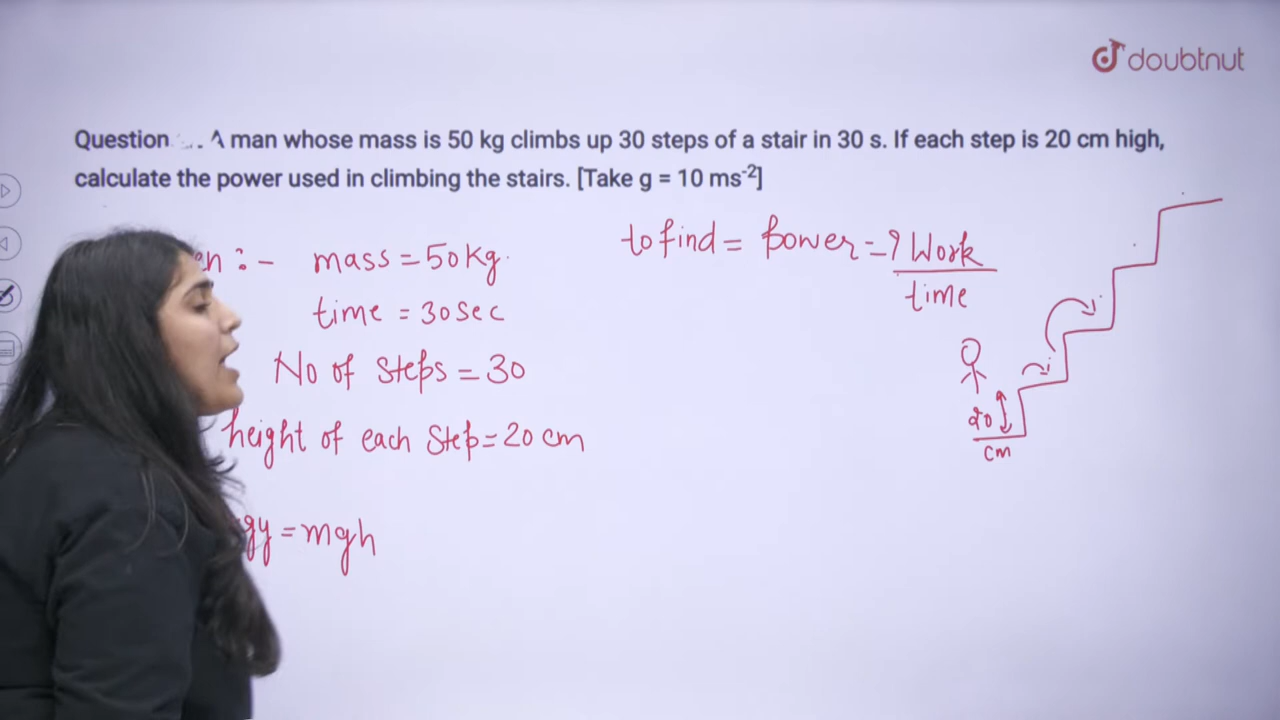 doubtnut
Question A man whose mass is 50 kg climbs up 30 steps of a stair in 30 s. If each step is 20 cm high,
calculate the power used in climbing the stairs. [Take g = 10 ms⁻²]
:- mass = 50 Kg.
time = 30 Sec
No of Steps = 30
height of each Step = 20 cm
= mgh
to find = Power = ? Work
time
20
cm